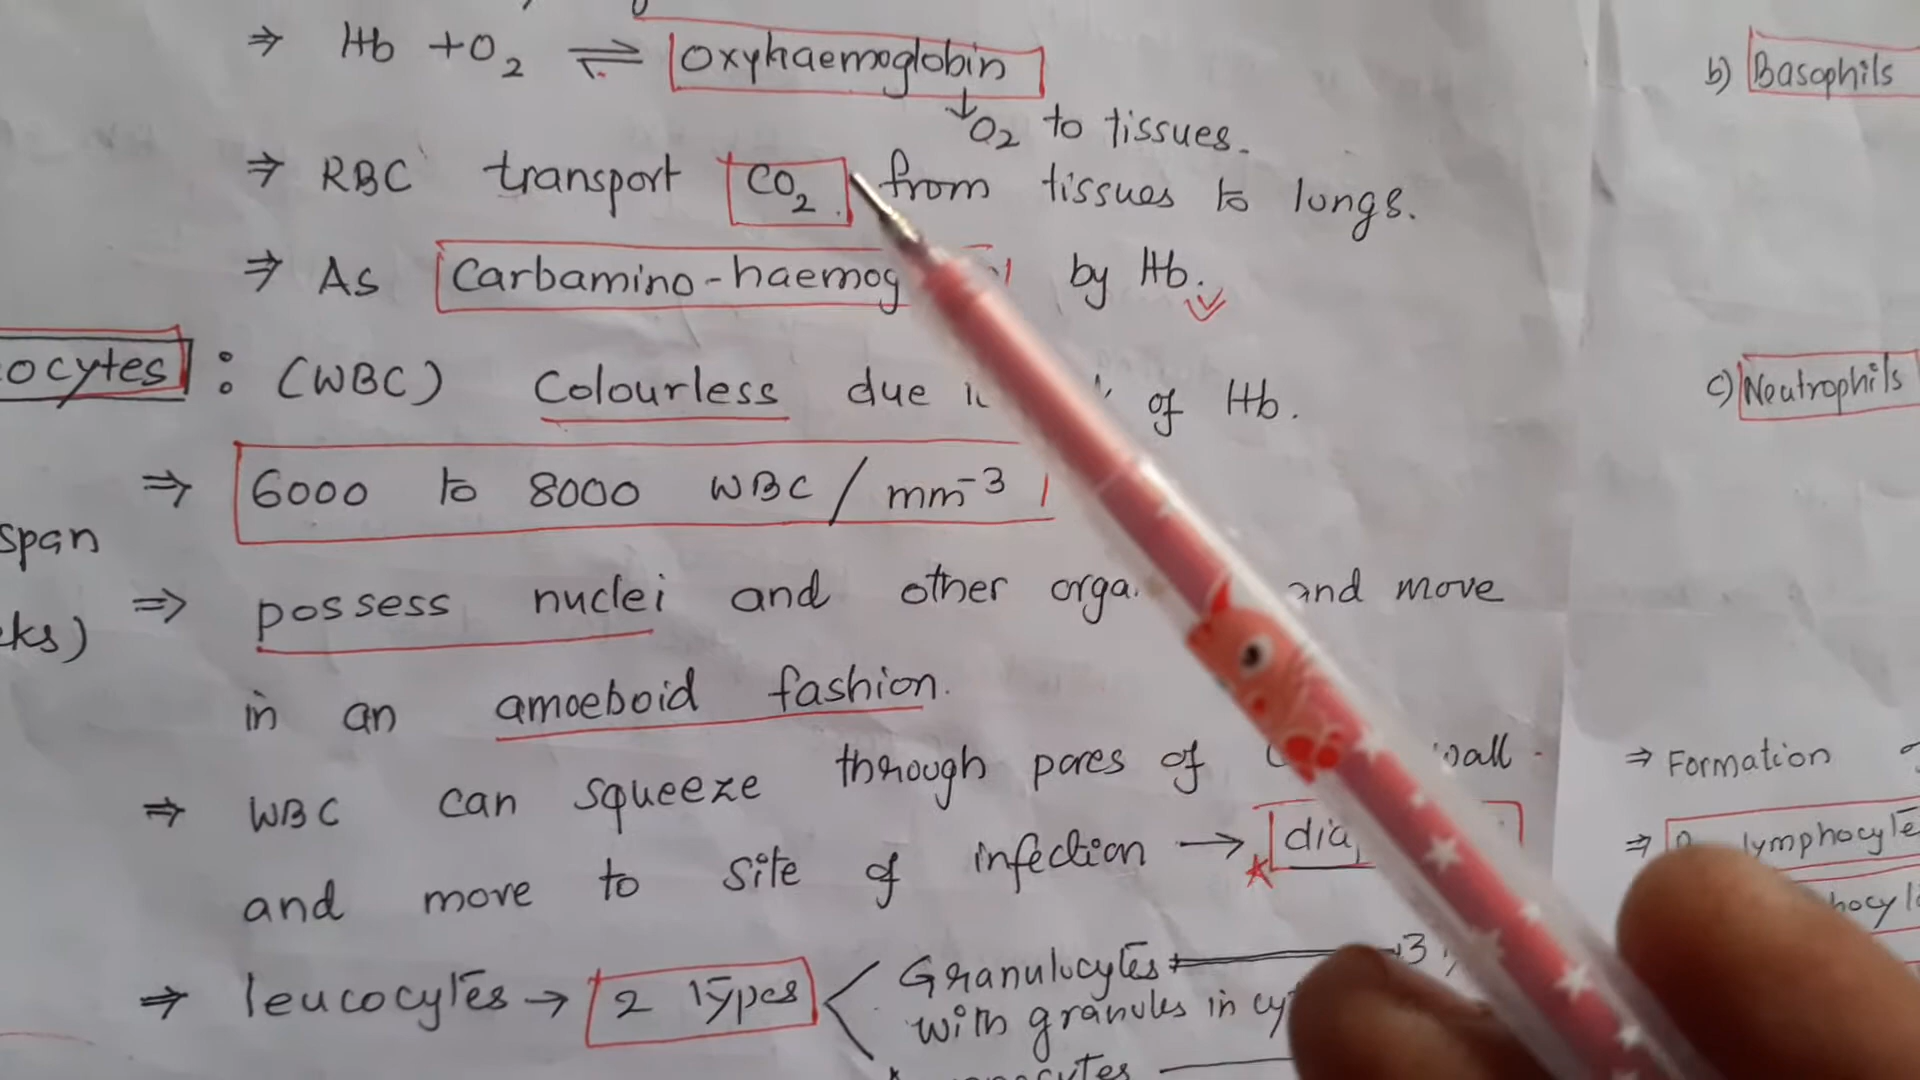 ⇒ Hb + O2 ⇌ Oxyhaemoglobin
↓ O2 to tissues.
⇒ RBC transport CO2 from tissues to lungs.
⇒ As Carbamino-haemog by Hb.
ocytes : (WBC) Colourless due of Hb.
⇒ 6000 to 8000 WBC / mm-3
span
⇒ possess nuclei and other orga and move
eks)
in an amoeboid fashion.
⇒ WBC can squeeze through pores of wall
and move to site of infection → dia
⇒ leucocytes → 2 Types
Granulocytes 3
with granules in cy
b) Basophils
c) Neutrophils
⇒ Formation
⇒ lymphocyte